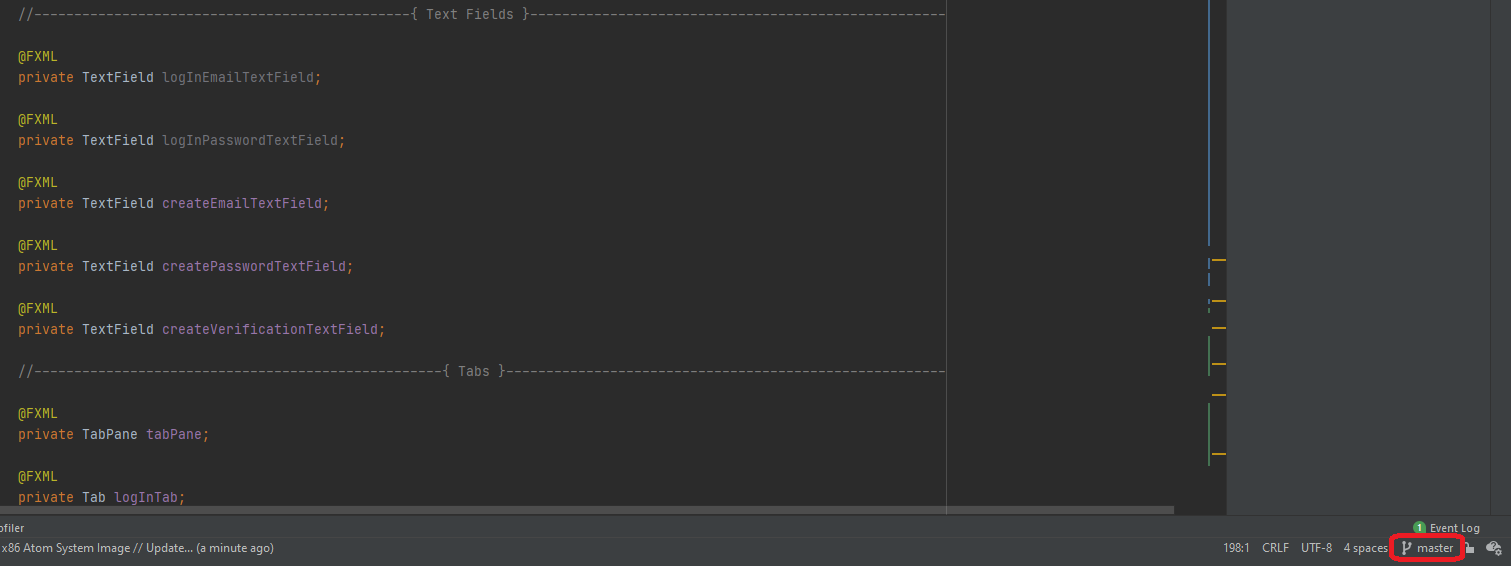 //-----------------------------------------------{ Text Fields }----------------------------------------------------
@FXML
private TextField logInEmailTextField;
@FXML
private TextField logInPasswordTextField;
@FXML
private TextField createEmailTextField;
@FXML
private TextField createPasswordTextField;
@FXML
private TextField createVerificationTextField;
//---------------------------------------------------{ Tabs }-------------------------------------------------------
@FXML
private TabPane tabPane;
@FXML
private Tab logInTab;
ofiler 1 Event Log
x86 Atom System Image // Update... (a minute ago) 198:1 CRLF UTF-8 4 spaces master